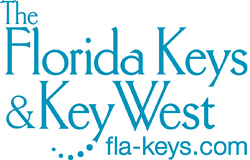 The
Florida Keys
& Key West
fla-keys.com